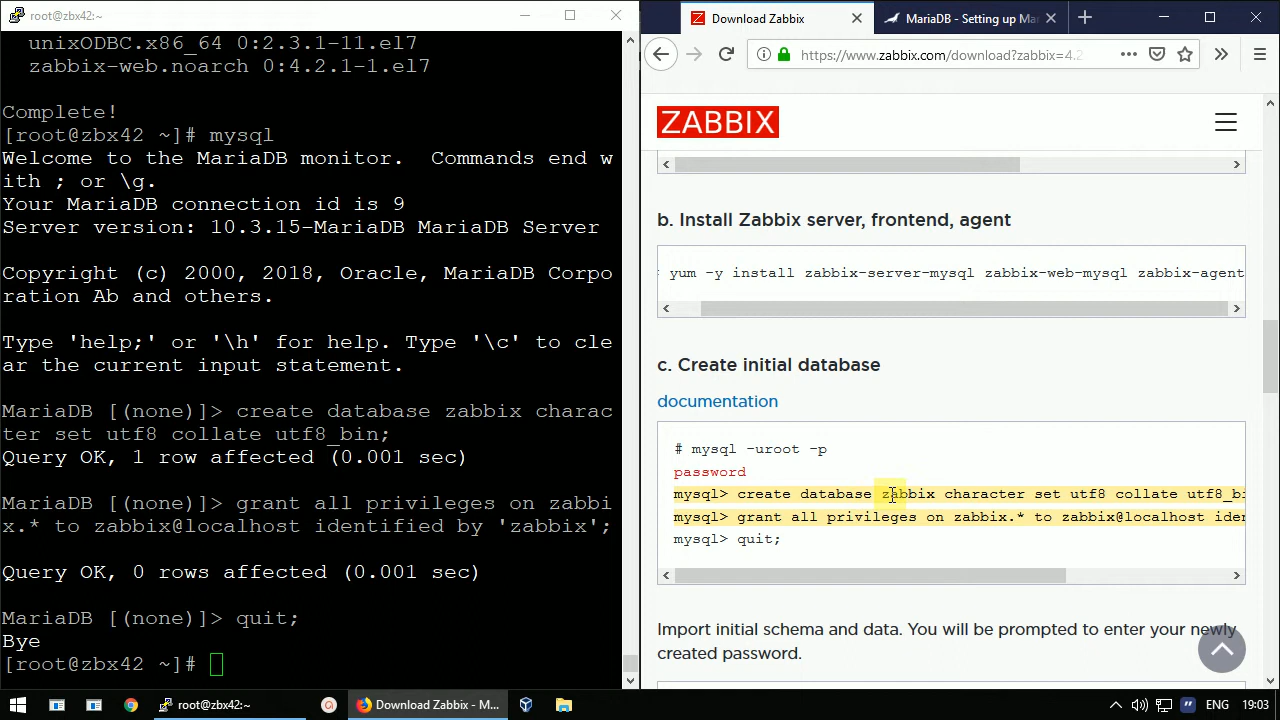 root@zbx42:~
unixODBC.x86_64 0:2.3.1-11.el7
zabbix-web.noatch 0:4.2.1-1.el7
Complete!
[root@zbx42 ~]# mysql
Welcome to the MariaDB monitor.  Commands end w
ith ; or \g.
Your MariaDB connection id is 9
Server version: 10.3.15-MariaDB MariaDB Server
Copyright (c) 2000, 2018, Oracle, MariaDB Corpo
ration Ab and others.
Type 'help;' or '\h' for help. Type '\c' to cle
ar the current input statement.
MariaDB [(none)]> create database zabbix charac
ter set utf8 collate utf8_bin;
Query OK, 1 row affected (0.001 sec)
MariaDB [(none)]> grant all privileges on zabbi
x.* to zabbix@localhost identified by 'zabbix';
Query OK, 0 rows affected (0.001 sec)
MariaDB [(none)]> quit;
Bye
[root@zbx42 ~]#
Download Zabbix
MariaDB - Setting up Mar
https://www.zabbix.com/download?zabbix=4.2
ZABBIX
b. Install Zabbix server, frontend, agent
yum -y install zabbix-server-mysql zabbix-web-mysql zabbix-agent
c. Create initial database
documentation
# mysql -uroot -p
password
mysql> create database zabbix character set utf8 collate utf8_bi
mysql> grant all privileges on zabbix.* to zabbix@localhost iden
mysql> quit;
Import initial schema and data. You will be prompted to enter your newly
created password.
root@zbx42:~
Download Zabbix - M...
ENG
19:03